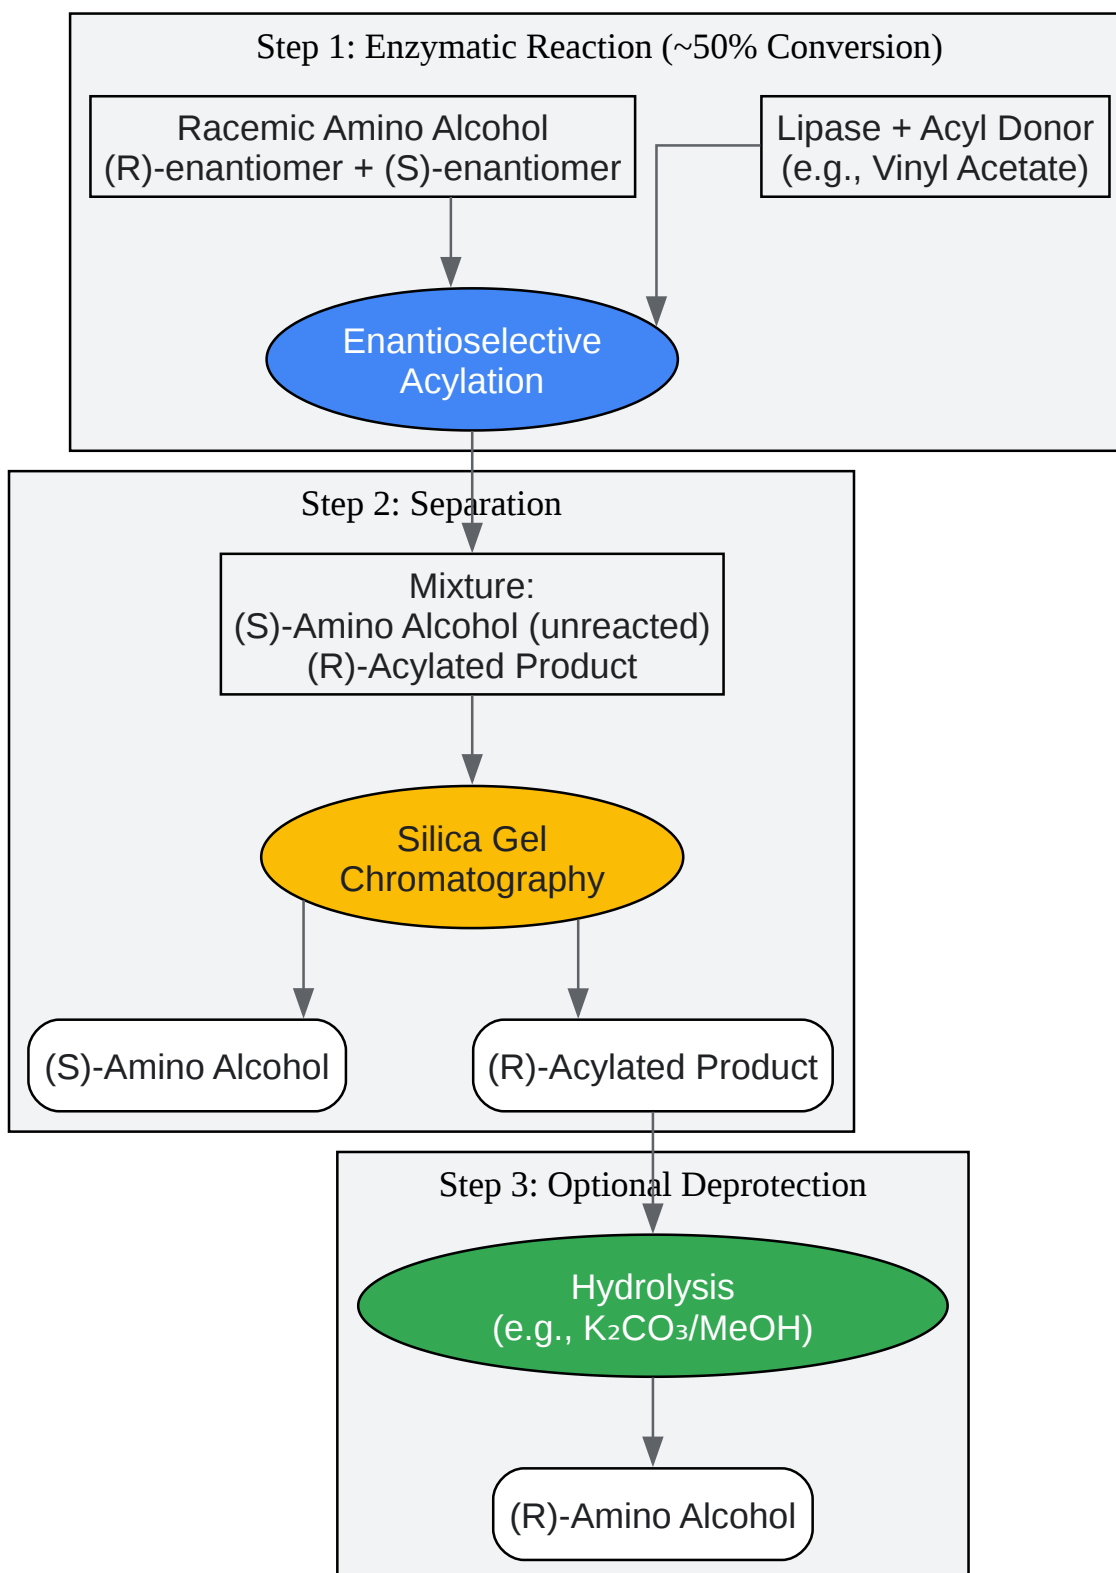 Step 1: Enzymatic Reaction (~50% Conversion)
Racemic Amino Alcohol
(R)-enantiomer + (S)-enantiomer
Lipase + Acyl Donor
(e.g., Vinyl Acetate)
Enantioselective
Acylation
Step 2: Separation
Mixture:
(S)-Amino Alcohol (unreacted)
(R)-Acylated Product
Silica Gel
Chromatography
(S)-Amino Alcohol
(R)-Acylated Product
Step 3: Optional Deprotection
Hydrolysis
(e.g., K₂CO₃/MeOH)
(R)-Amino Alcohol